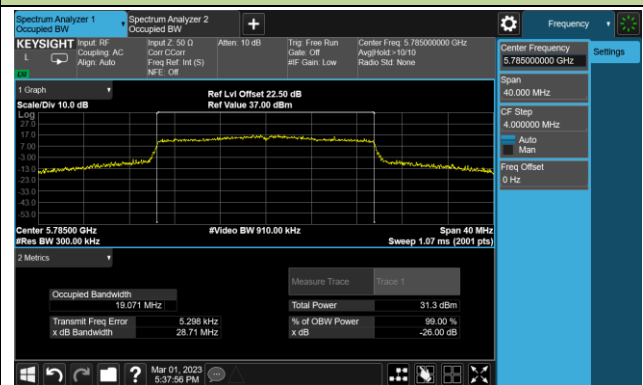 Spectrum Analyzer 1
Occupied BW
Spectrum Analyzer 2
Occupied BW
+
Frequency
KEYSIGHT
L
Input: RF
Coupling: AC
Align: Auto
Input Z: 50 Ω
Corr CCorr
Freq Ref: Int (S)
NFE: Off
Atten: 10 dB
Trig: Free Run
Gate: Off
#IF Gain: Low
Center Freq: 5.785000000 GHz
Avg|Hold:>10/10
Radio Std: None
Center Frequency
5.785000000 GHz
Settings
Span
40.000 MHz
CF Step
4.000000 MHz
Auto
Man
Freq Offset
0 Hz
1 Graph
Scale/Div 10.0 dB
Ref Lvl Offset 22.50 dB
Ref Value 37.00 dBm
Log
27.0
17.0
7.00
-3.00
-13.0
-23.0
-33.0
-43.0
-53.0
Center 5.78500 GHz
#Res BW 300.00 kHz
#Video BW 910.00 kHz
Span 40 MHz
Sweep 1.07 ms (2001 pts)
2 Metrics
Measure Trace
Trace 1
Occupied Bandwidth
19.071 MHz
Total Power
31.3 dBm
Transmit Freq Error
5.298 kHz
% of OBW Power
99.00 %
x dB Bandwidth
28.71 MHz
x dB
-26.00 dB
?
Mar 01, 2023
5:37:56 PM